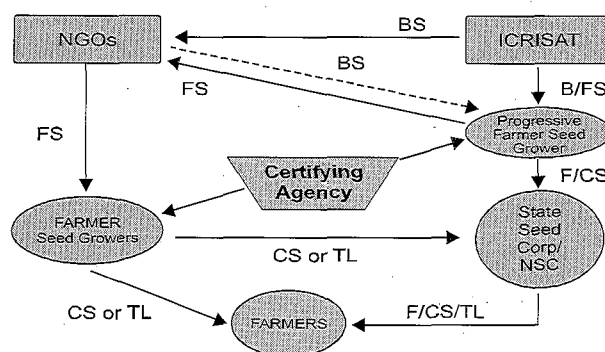 BS
NGOs
ICRISAT
BS
FS
B/FS
FS
Progressive
Farmer Seed
Grower
Certifying
Agency
F/CS
FARMER
Seed Growers
State
Seed
Corp/
NSC
CS or TL
CS or TL
F/CS/TL
FARMERS